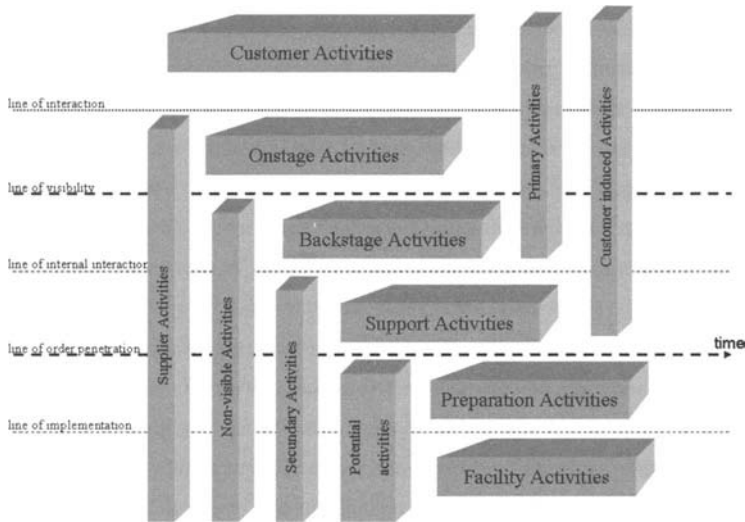 Customer Activities
line of interaction
Onstage Activities
Primary Activities
Customer induced Activities
line of visibility
Backstage Activities
line of internal interaction
Supplier Activities
Non-visible Activities
Secundary Activities
Support Activities
line of order penetration
time
Potential
activities
Preparation Activities
line of implementation
Facility Activities